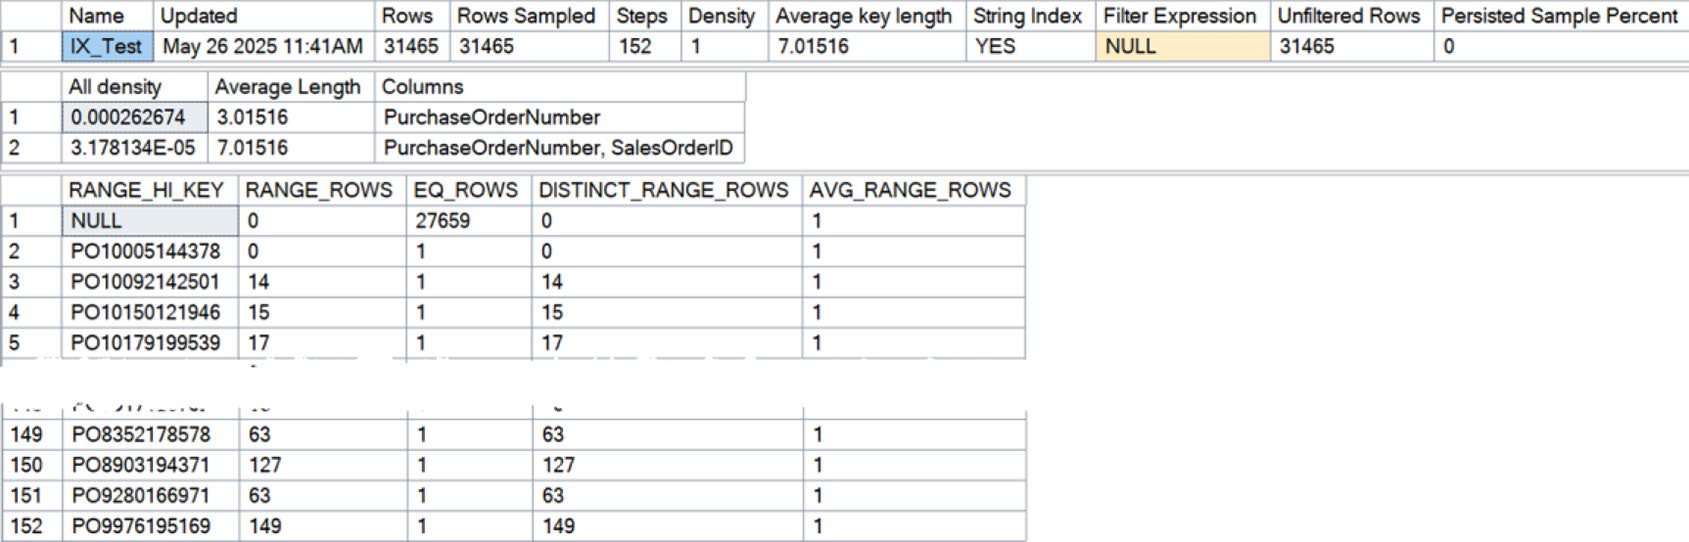 Name Updated Rows Rows Sampled Steps Density Average key length String Index Filter Expression Unfiltered Rows Persisted Sample Percent
1 IX_Test May 26 2025 11:41AM 31465 31465 152 1 7.01516 YES NULL 31465 0
All density Average Length Columns
1 0.000262674 3.01516 PurchaseOrderNumber
2 3.178134E-05 7.01516 PurchaseOrderNumber, SalesOrderID
RANGE_HI_KEY RANGE_ROWS EQ_ROWS DISTINCT_RANGE_ROWS AVG_RANGE_ROWS
1 NULL 0 27659 0 1
2 PO10005144378 0 1 0 1
3 PO10092142501 14 1 14 1
4 PO10150121946 15 1 15 1
5 PO10179199539 17 1 17 1
149 PO8352178578 63 1 63 1
150 PO8903194371 127 1 127 1
151 PO9280166971 63 1 63 1
152 PO9976195169 149 1 149 1